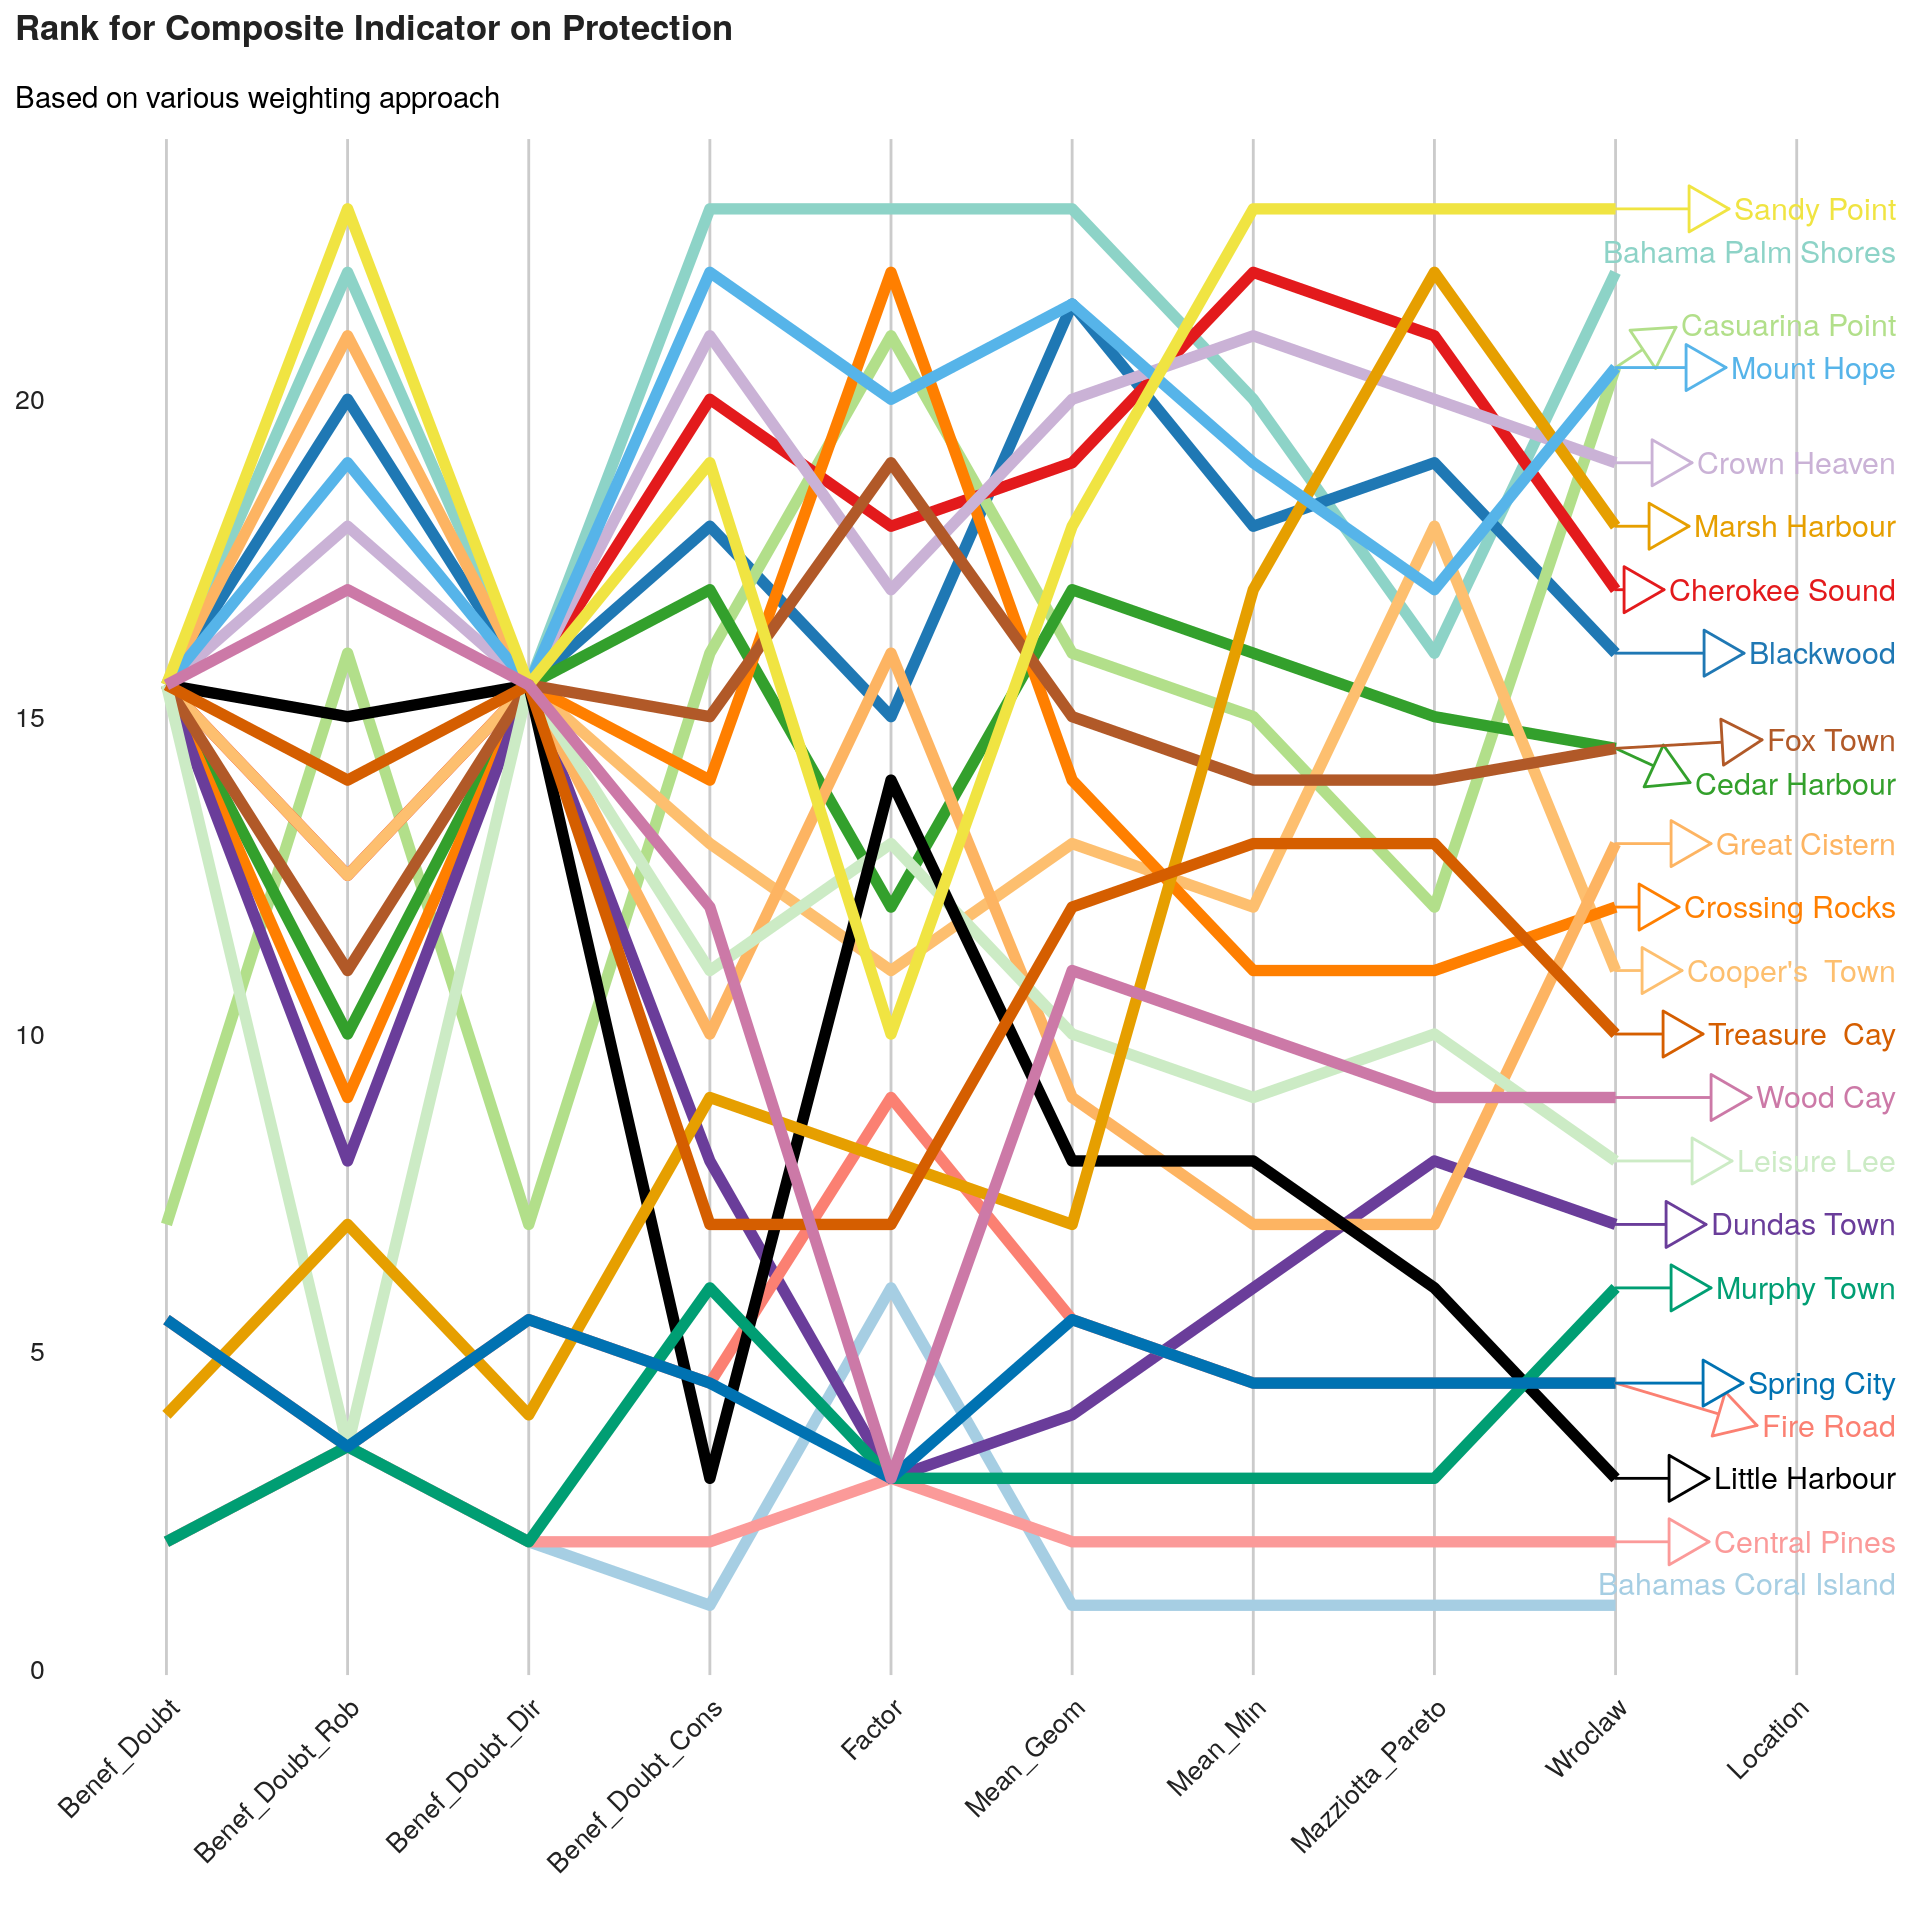 Rank for Composite Indicator on Protection
Based on various weighting approach
Sandy Point
Bahama Palm Shores
Casuarina Point
Mount Hope
Crown Heaven
Marsh Harbour
Cherokee Sound
Blackwood
Fox Town
Cedar Harbour
Great Cistern
Crossing Rocks
Cooper's  Town
Treasure  Cay
Wood Cay
Leisure Lee
Dundas Town
Murphy Town
Spring City
Fire Road
Little Harbour
Central Pines
Bahamas Coral Island
20
15
10
5
0
Benef_Doubt
Benef_Doubt_Rob
Benef_Doubt_Dir
Benef_Doubt_Cons
Factor
Mean_Geom
Mean_Min
Mazziotta_Pareto
Wroclaw
Location